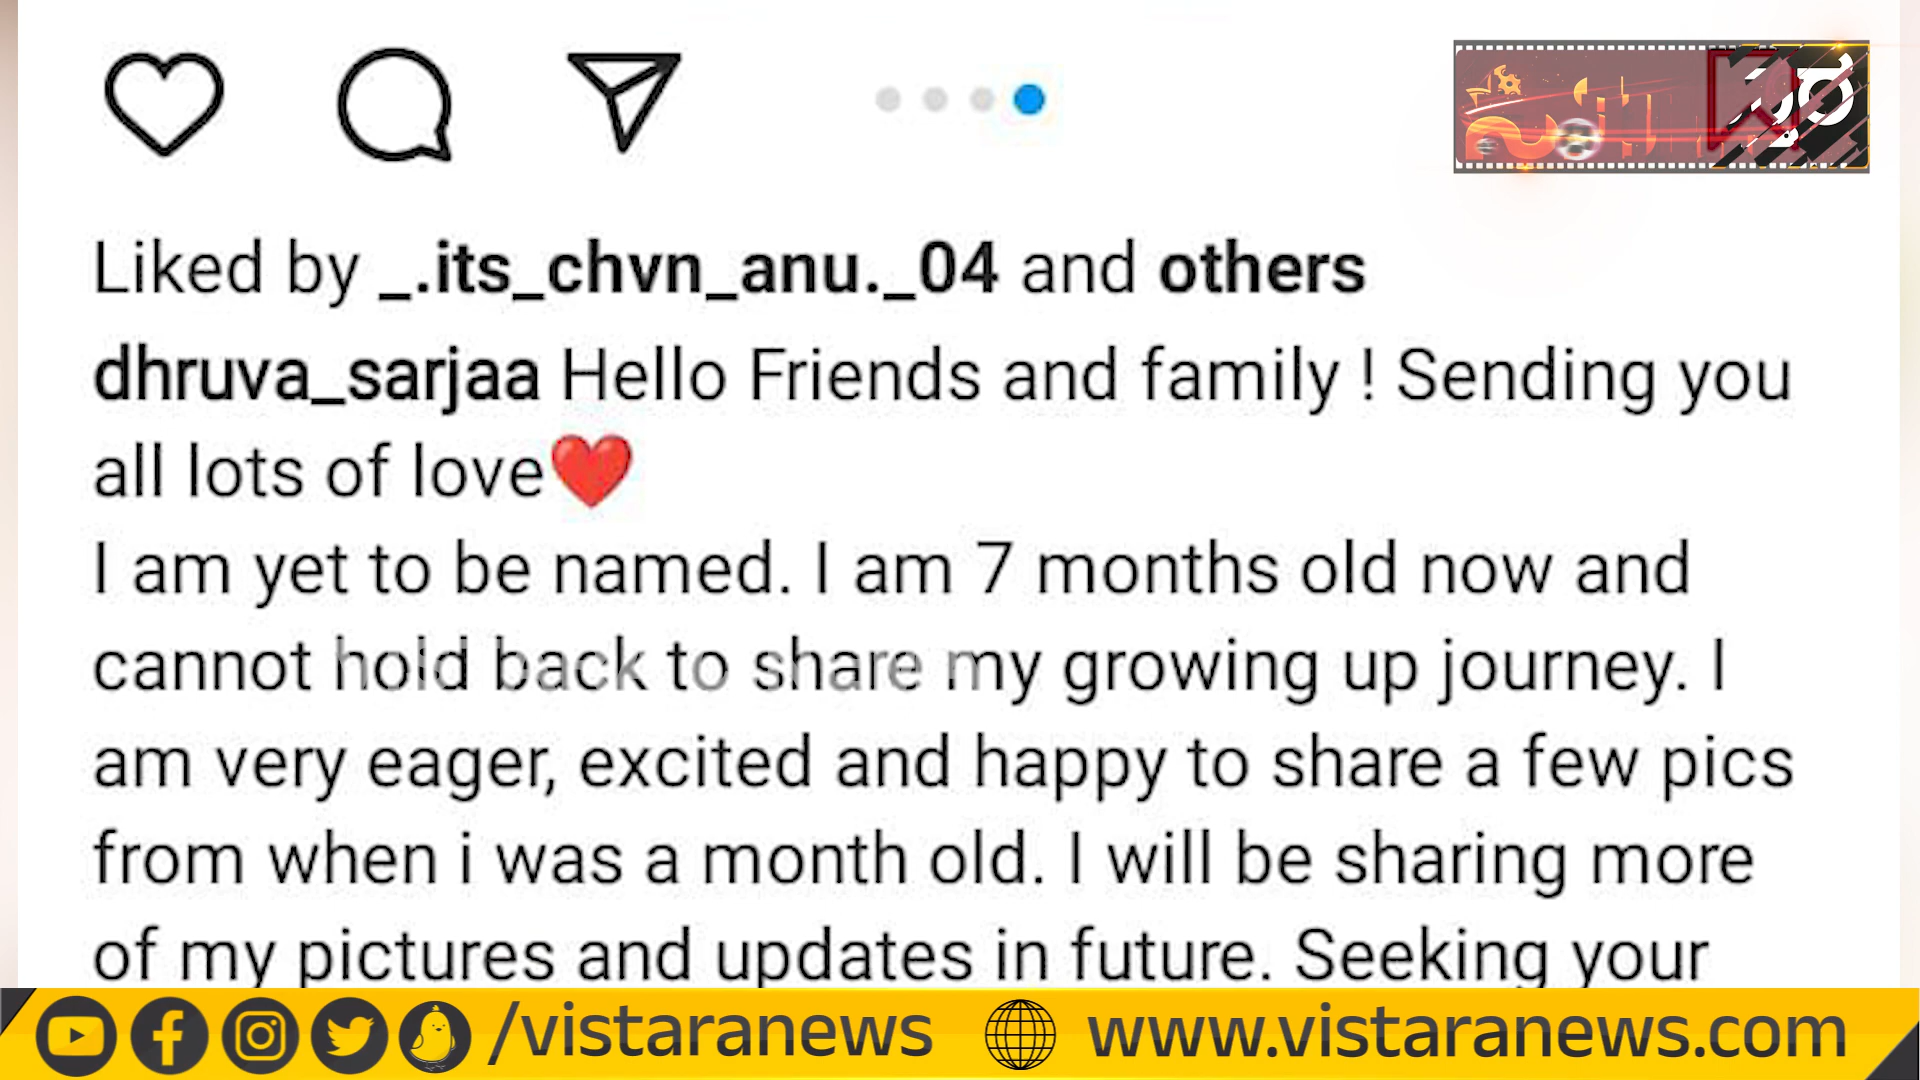 Liked by _.its_chvn_anu._04 and others
dhruva_sarjaa Hello Friends and family ! Sending you
all lots of love❤️
I am yet to be named. I am 7 months old now and
cannot hold back to share my growing up journey. I
am very eager, excited and happy to share a few pics
from when i was a month old. I will be sharing more
of my pictures and updates in future. Seeking your
/vistaranews www.vistaranews.com